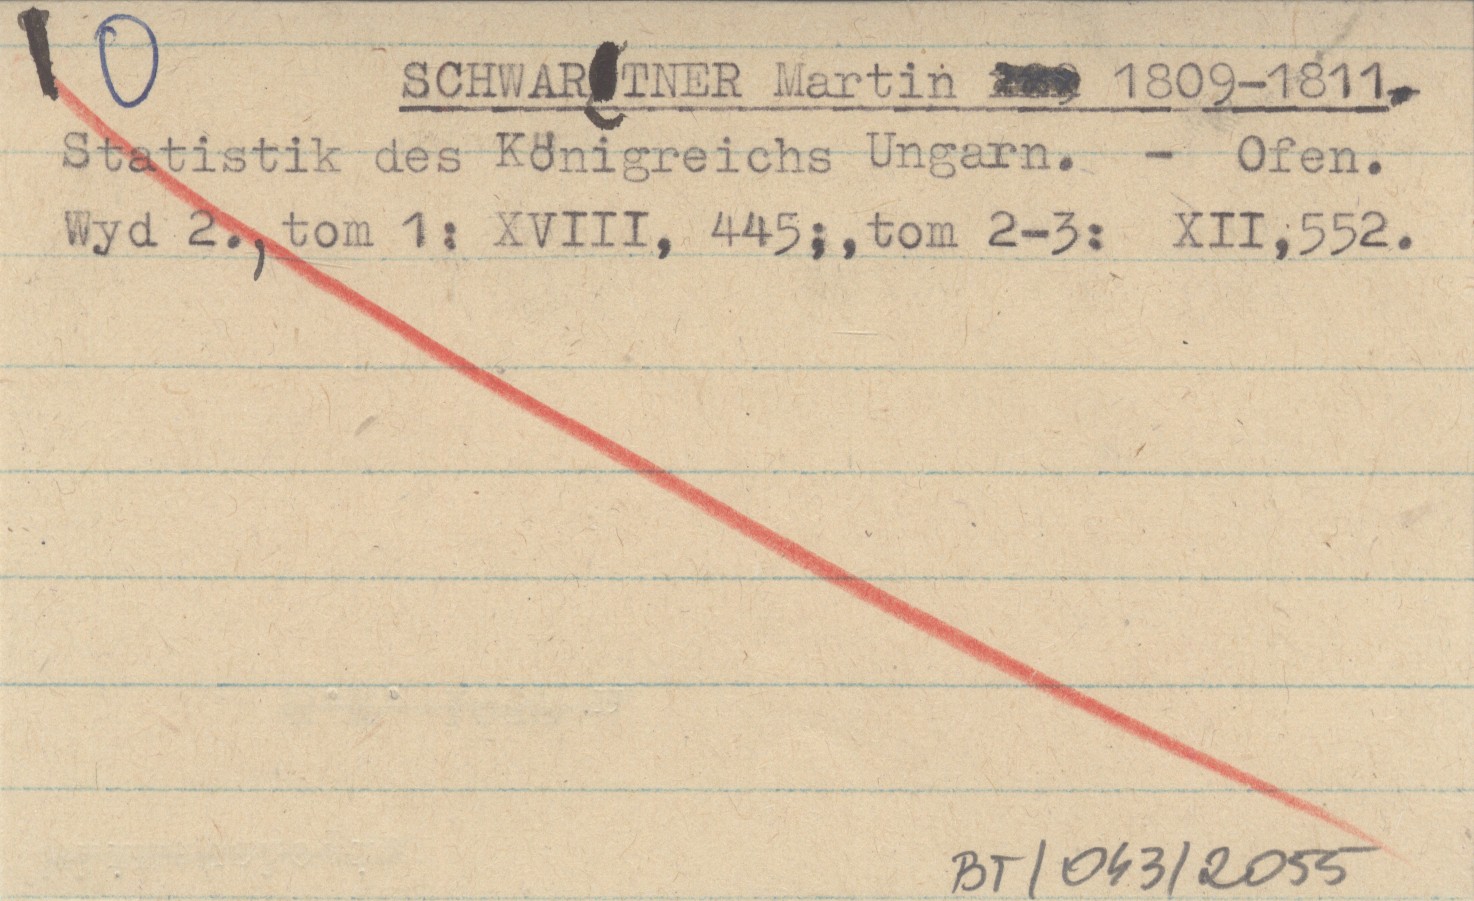 O
SCHWARTNER Martin 1809-1811.
Statistik des Königreichs Ungarn. - Ofen.
Wyd 2., tom 1: XVIII, 445;,tom 2-3: XII,552.
BT/043/2055